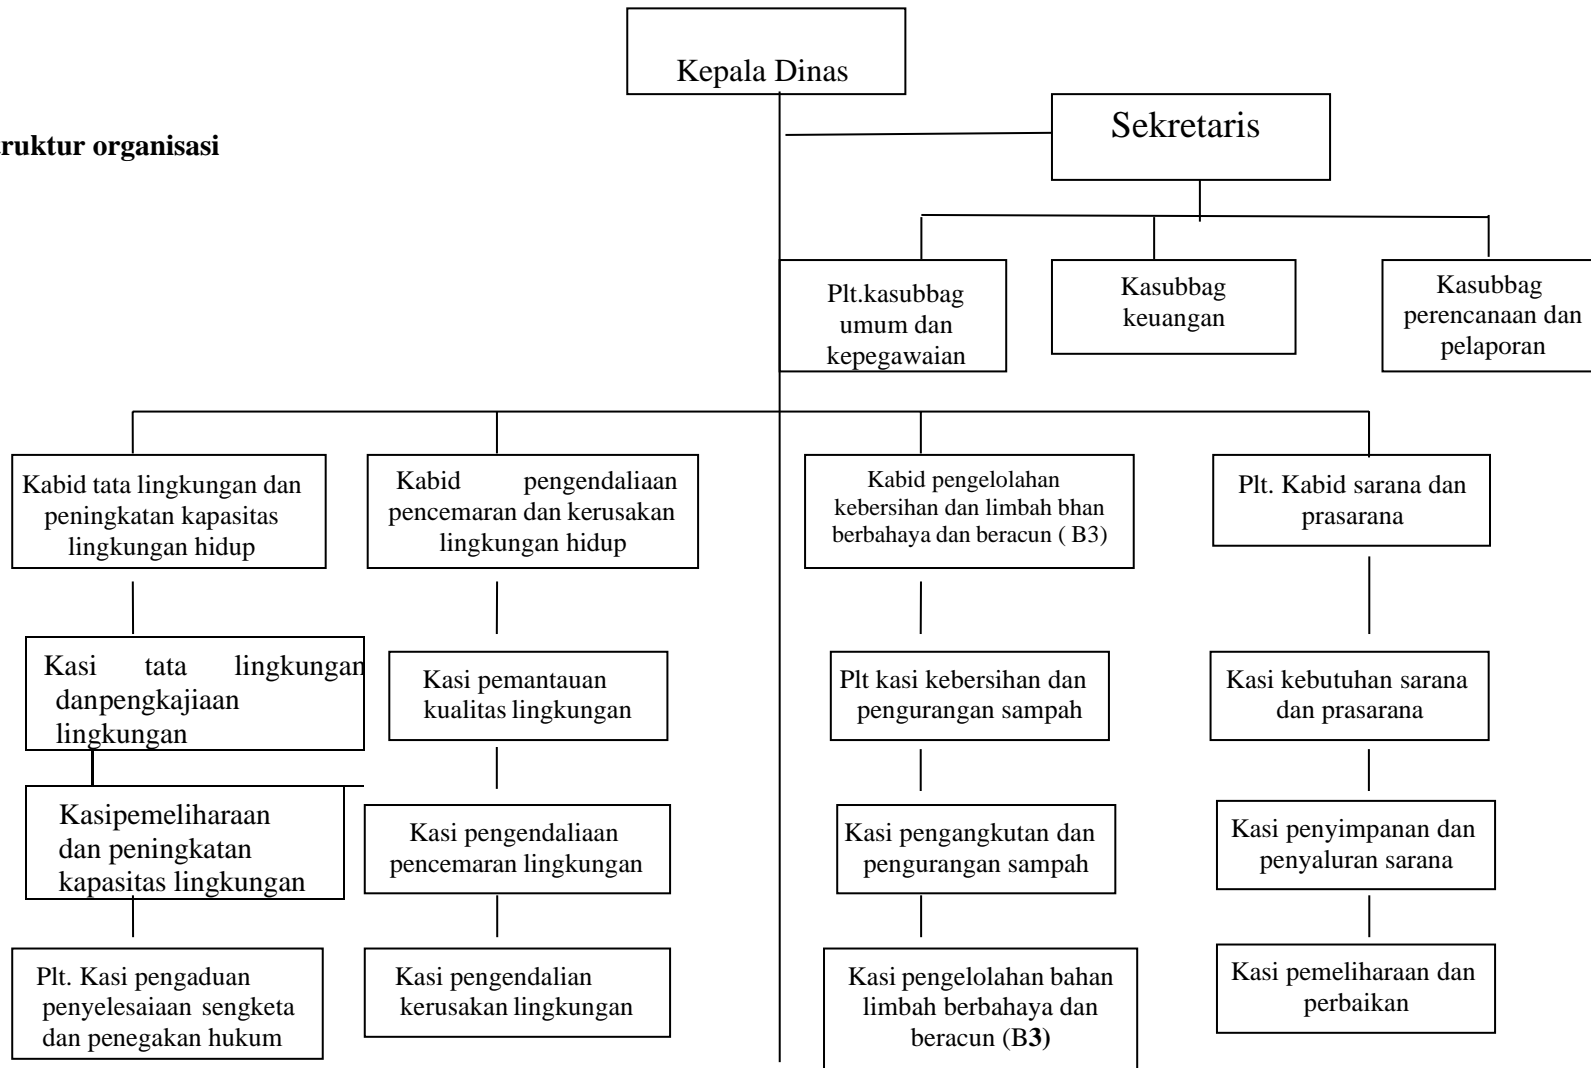 Kepala Dinas
Sekretaris
ruktur organisasi
Plt.kasubbag
umum dan
kepegawaian
Kasubbag
keuangan
Kasubbag
perencanaan dan
pelaporan
Kabid tata lingkungan dan
peningkatan kapasitas
lingkungan hidup
Kabid pengendaliaan
pencemaran dan kerusakan
lingkungan hidup
Kabid pengelolahan
kebersihan dan limbah bhan
berbahaya dan beracun ( B3)
Plt. Kabid sarana dan
prasarana
Kasi tata lingkungan
danpengkajiaan
lingkungan
Kasi pemantauan
kualitas lingkungan
Plt kasi kebersihan dan
pengurangan sampah
Kasi kebutuhan sarana
dan prasarana
Kasipemeliharaan
dan peningkatan
kapasitas lingkungan
Kasi pengendaliaan
pencemaran lingkungan
Kasi pengangkutan dan
pengurangan sampah
Kasi penyimpanan dan
penyaluran sarana
Plt. Kasi pengaduan
penyelesaiaan sengketa
dan penegakan hukum
Kasi pengendalian
kerusakan lingkungan
Kasi pengelolahan bahan
limbah berbahaya dan
beracun (B3)
Kasi pemeliharaan dan
perbaikan